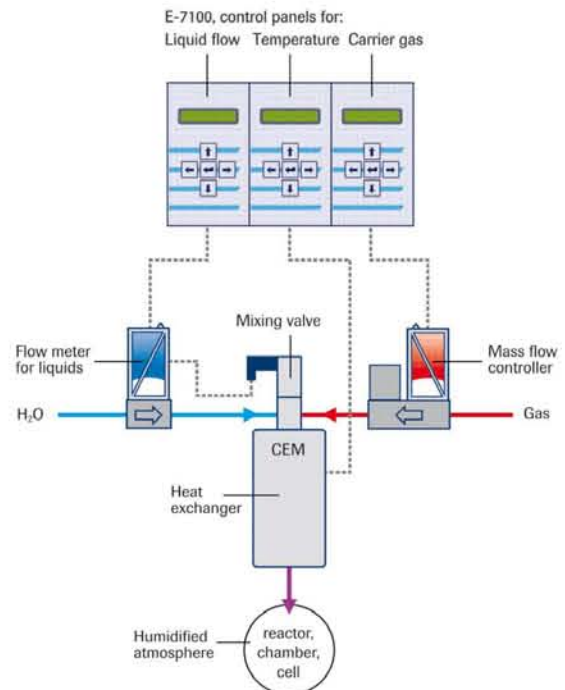 E-7100, control panels for:
Liquid flow Temperature Carrier gas
Mixing valve
Flow meter
for liquids
Mass flow
controller
H₂O
Gas
CEM
Heat
exchanger
Humidified
atmosphere
reactor,
chamber,
cell